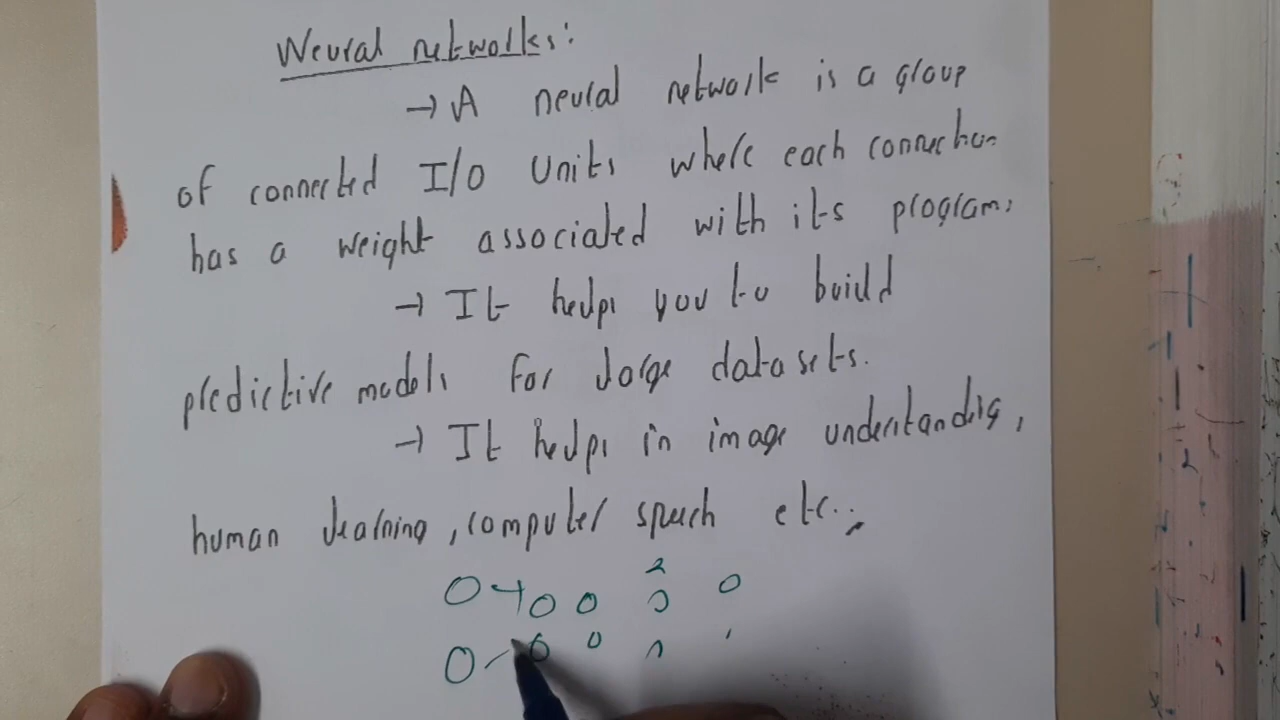 Neural networks:
→ A neural network is a group
of connected I/O Units where each connection
has a weight associated with its program:
→ It helps you to build
predictive models for large datasets.
→ It helps in image understanding,
human learning, computer speech etc..,